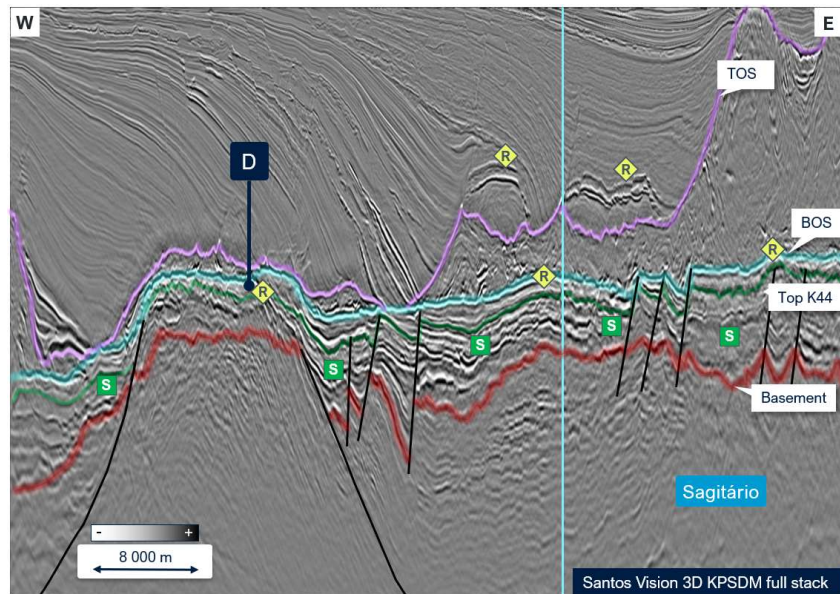 W
E
TOS
R
R
D
BOS
R
R
R
Top K44
S
S
S
S
S
Basement
Sagitário
- +
8 000 m
Santos Vision 3D KPSDM full stack